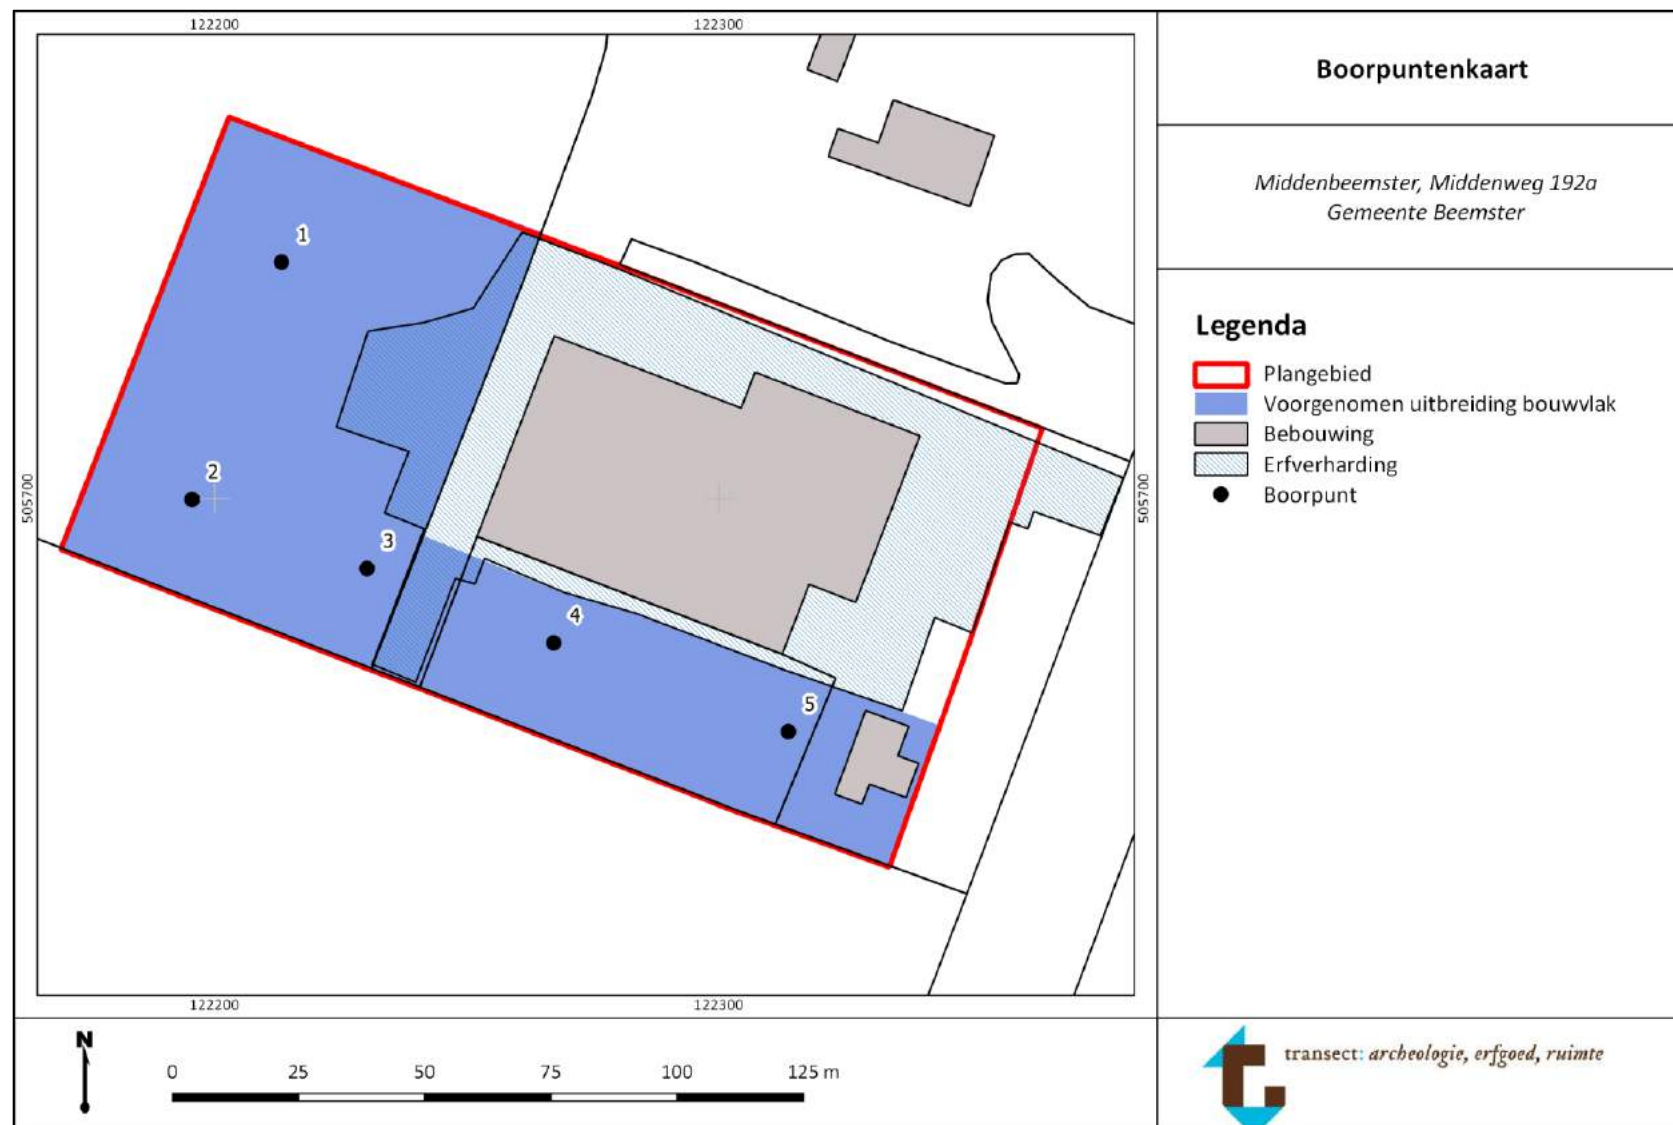 122200
122300
Boorpuntenkaart
Middenbeemster, Middenweg 192a
Gemeente Beemster
Legenda
Plangebied
Voorgenomen uitbreiding bouwvlak
Bebouwing
Erfverharding
Boorpunt
1
2
3
4
5
505700
505700
122200
122300
N
0 25 50 75 100 125 m
transect: archeologie, erfgoed, ruimte